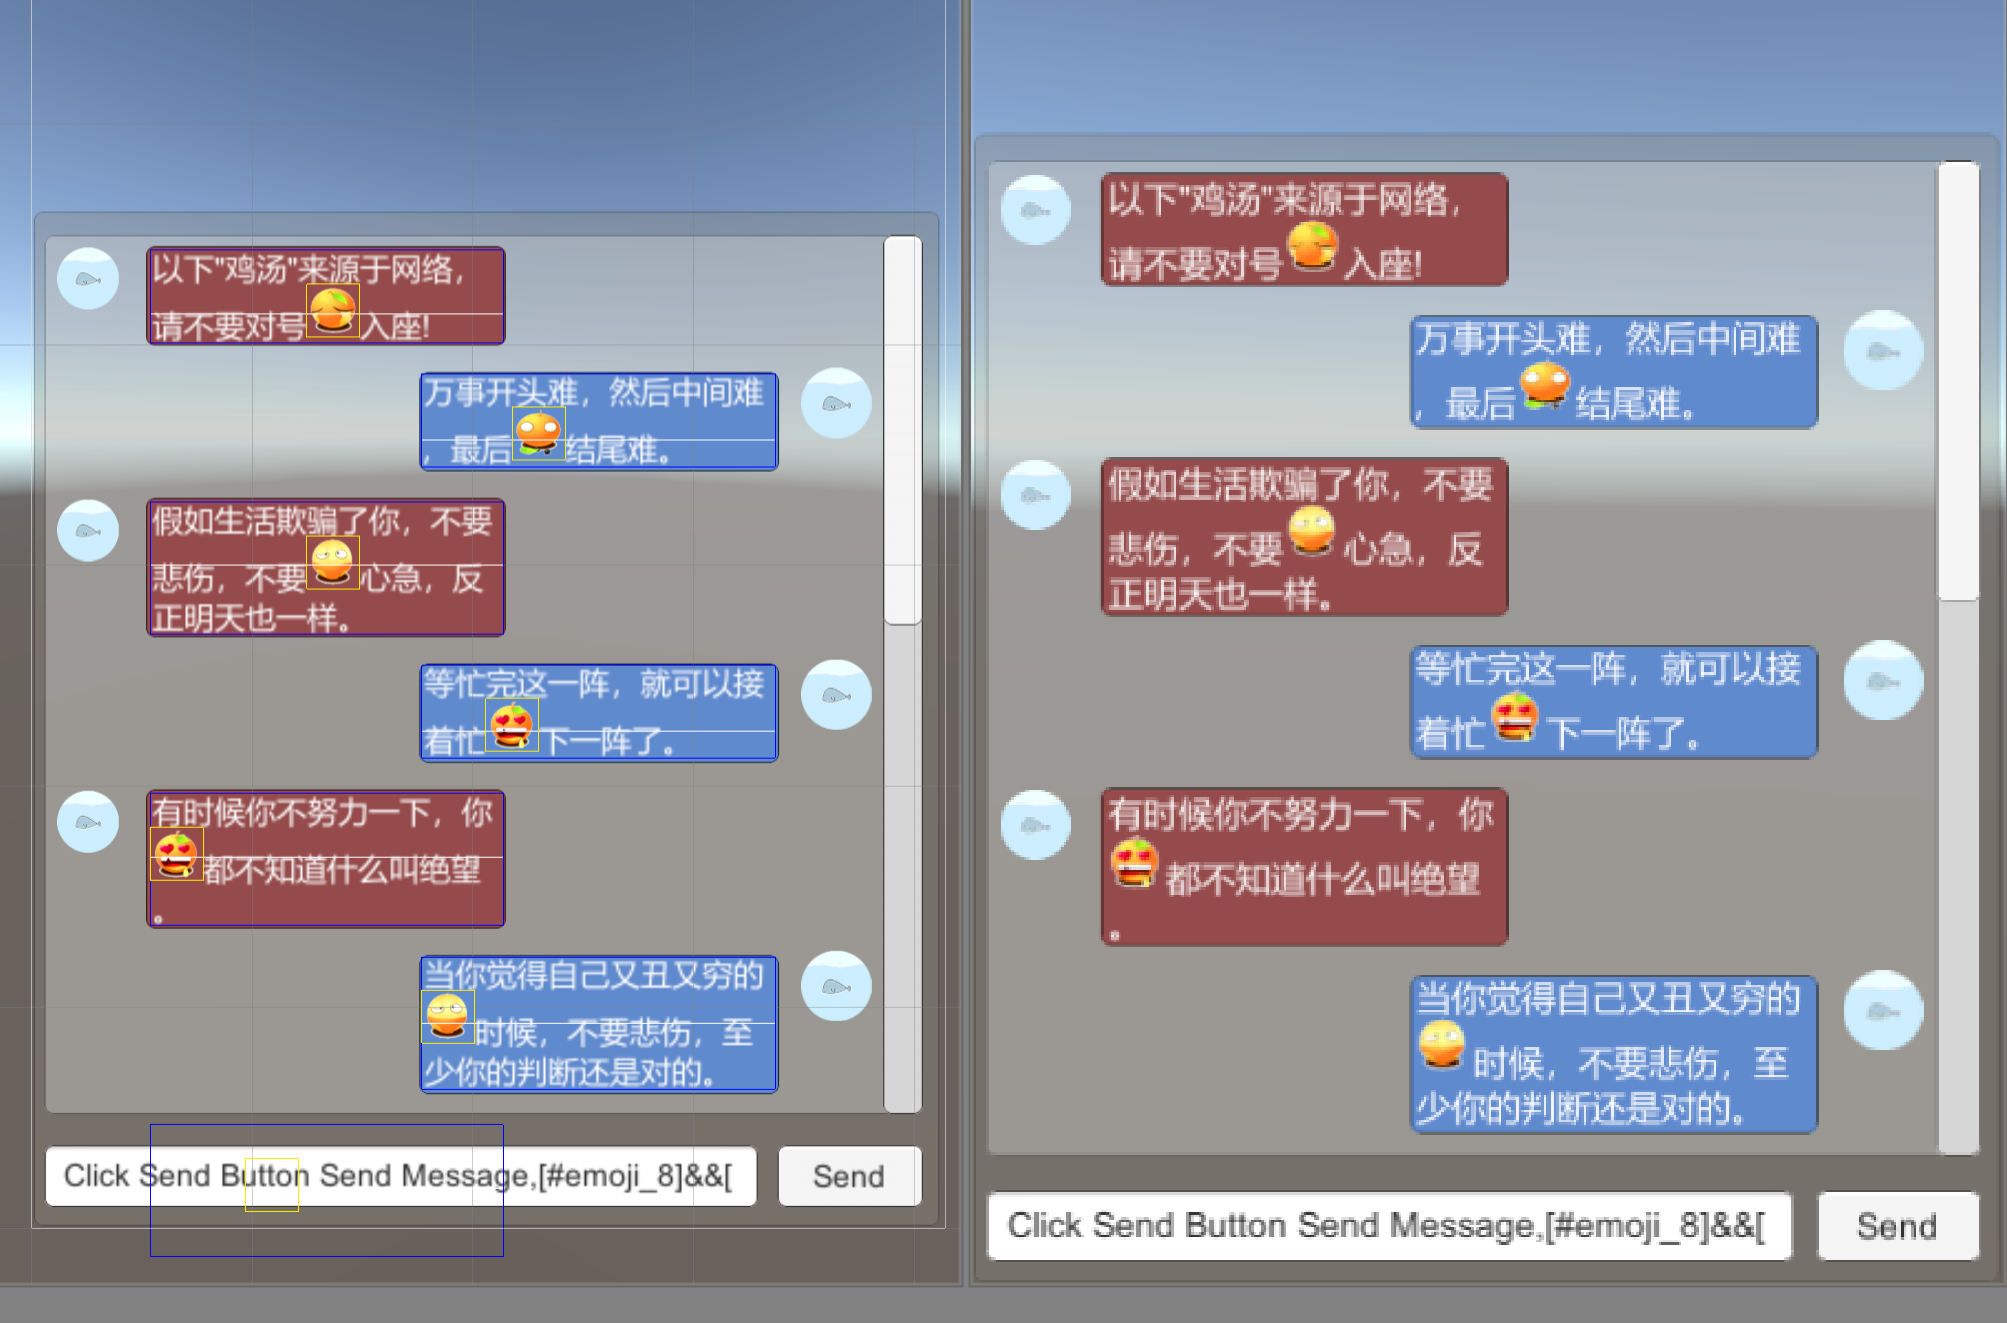 以下"鸡汤"来源于网络，
请不要对号入座!
万事开头难，然后中间难
，最后结尾难。
假如生活欺骗了你，不要
悲伤，不要心急，反
正明天也一样。
等忙完这一阵，就可以接
着忙下一阵了。
有时候你不努力一下，你
都不知道什么叫绝望
。
当你觉得自己又丑又穷的
时候，不要悲伤，至
少你的判断还是对的。
Click Send Button Send Message,[#emoji_8]&&[
Send
以下"鸡汤"来源于网络，
请不要对号入座!
万事开头难，然后中间难
，最后结尾难。
假如生活欺骗了你，不要
悲伤，不要心急，反
正明天也一样。
等忙完这一阵，就可以接
着忙下一阵了。
有时候你不努力一下，你
都不知道什么叫绝望
。
当你觉得自己又丑又穷的
时候，不要悲伤，至
少你的判断还是对的。
Click Send Button Send Message,[#emoji_8]&&[
Send